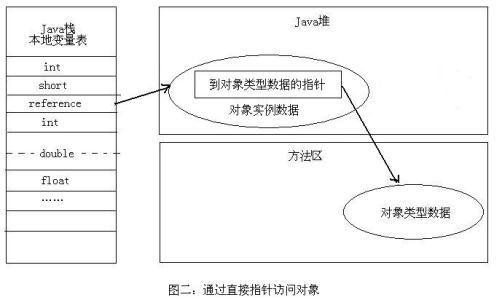 Java栈
本地变量表
int
short
reference
int
double
float
……
Java堆
到对象类型数据的指针
对象实例数据
方法区
对象类型数据
图二：通过直接指针访问对象